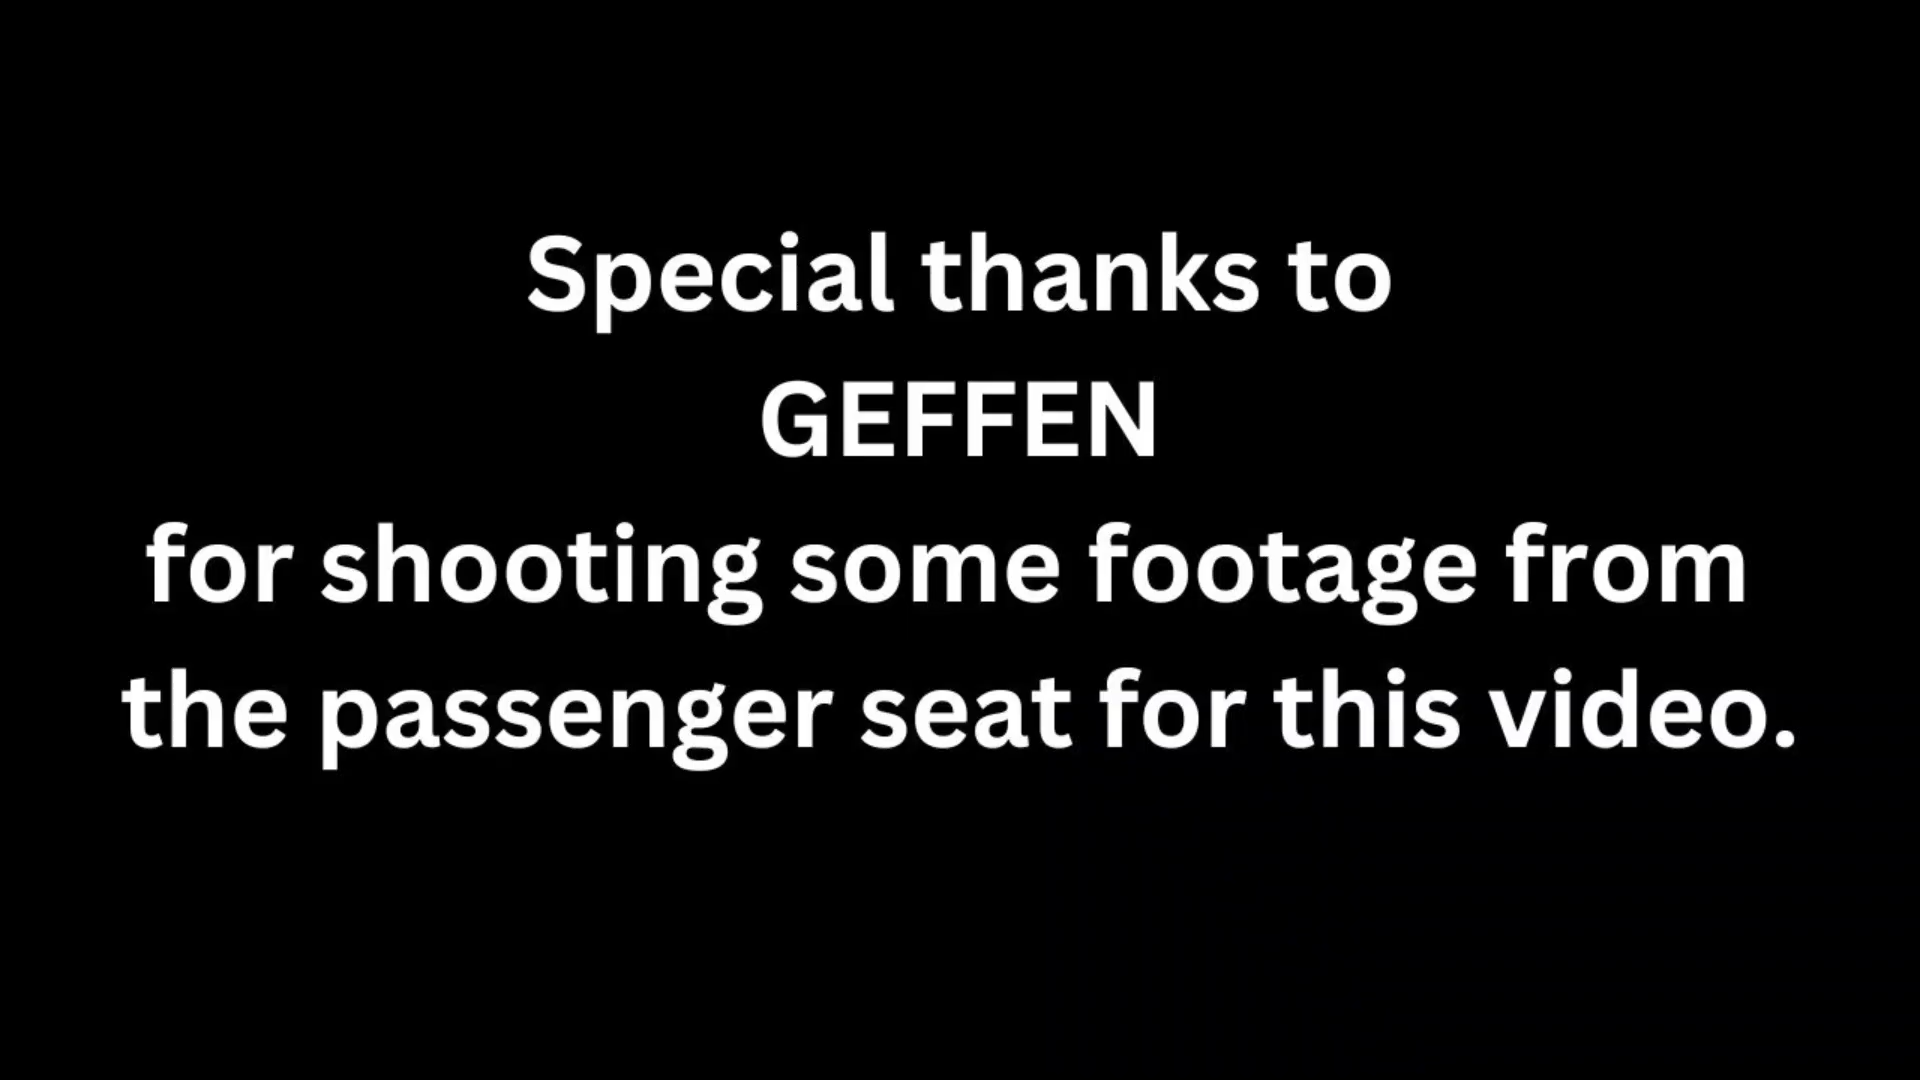 Special thanks to
GEFFEN
for shooting some footage from
the passenger seat for this video.